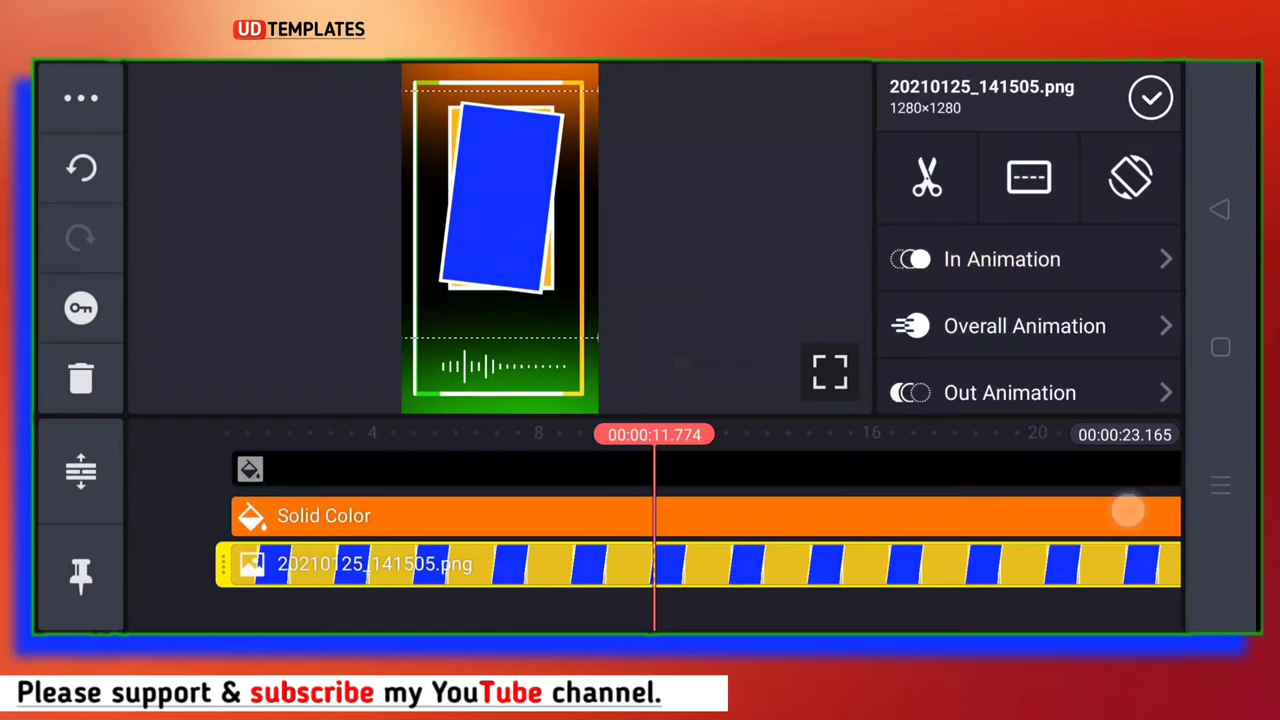 UD TEMPLATES
20210125_141505.png
1280×1280
In Animation
Overall Animation
Out Animation
4
8
00:00:11.774
16
20
00:00:23.165
Solid Color
20210125_141505.png
Please support & subscribe my YouTube channel.